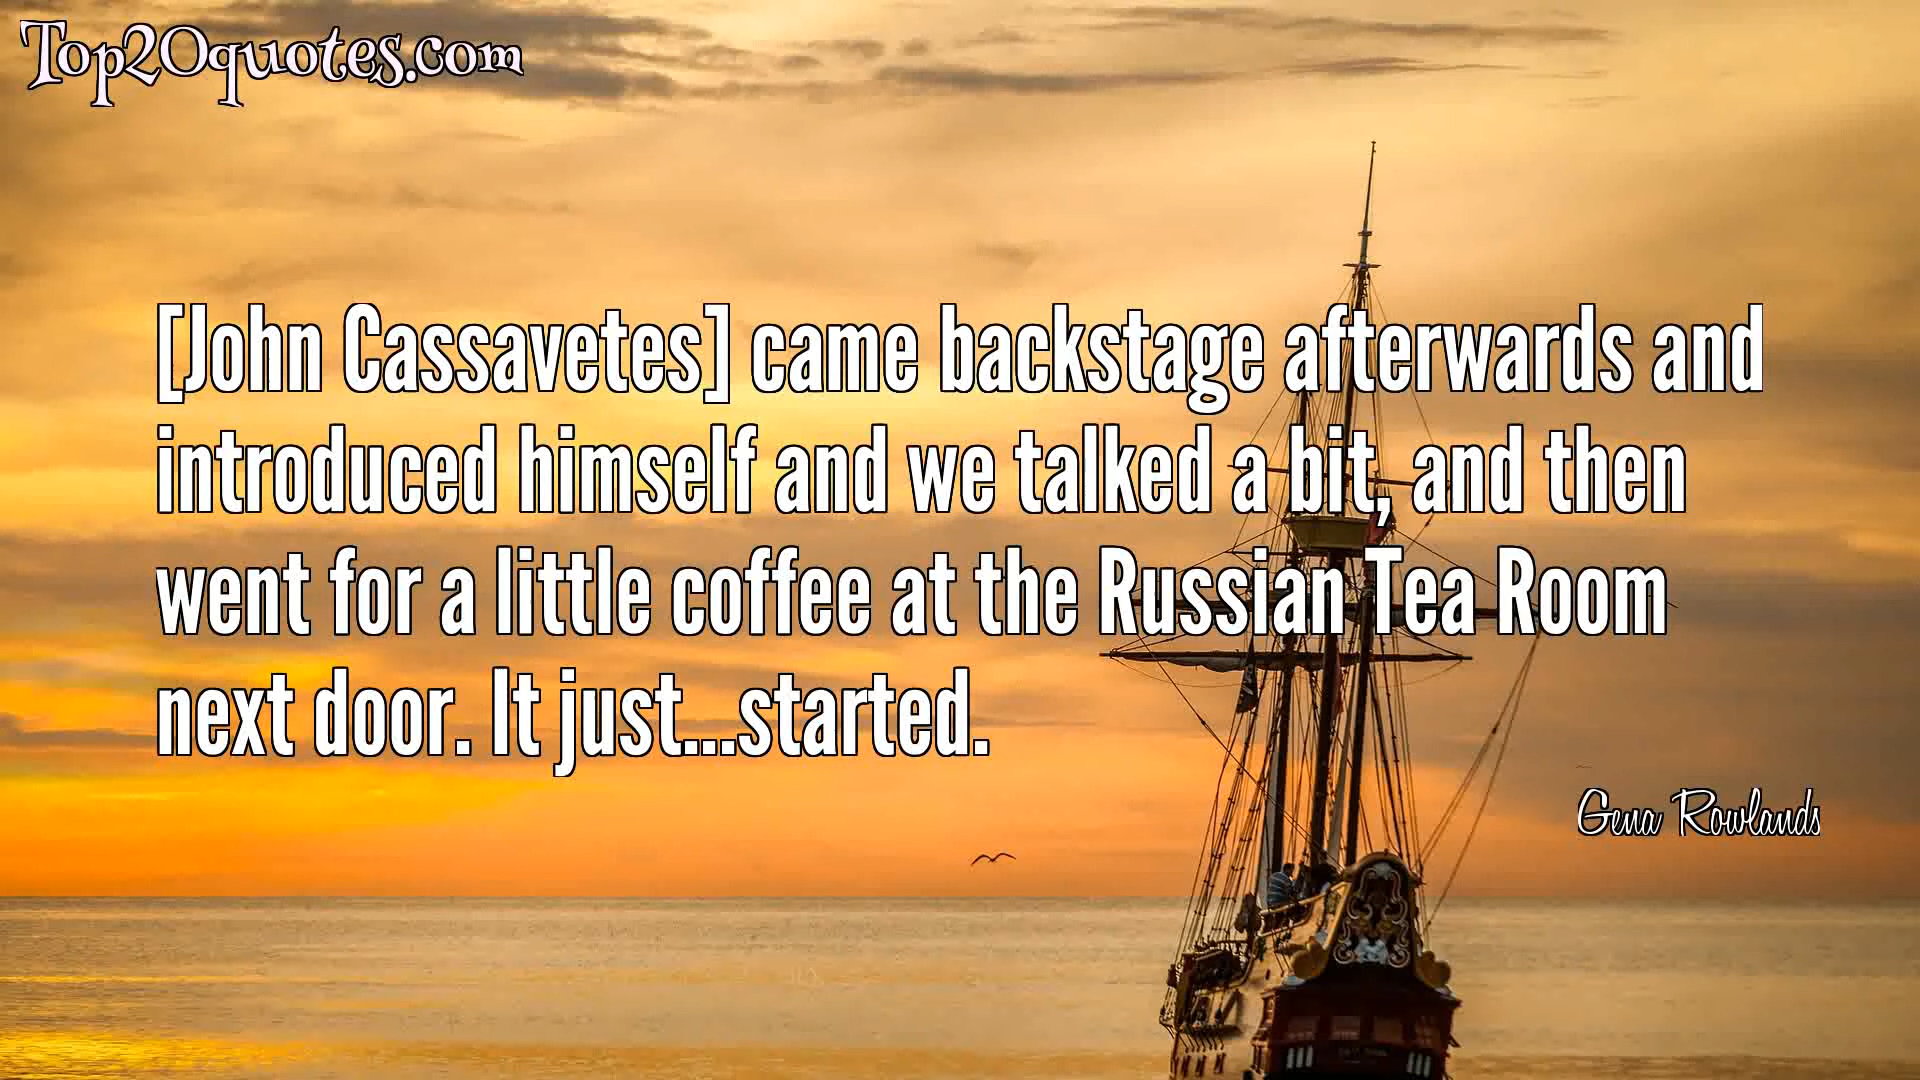 Top20quotes.com
[John Cassavetes] came backstage afterwards and
introduced himself and we talked a bit, and then
went for a little coffee at the Russian Tea Room
next door. It just...started.
Gena Rowlands